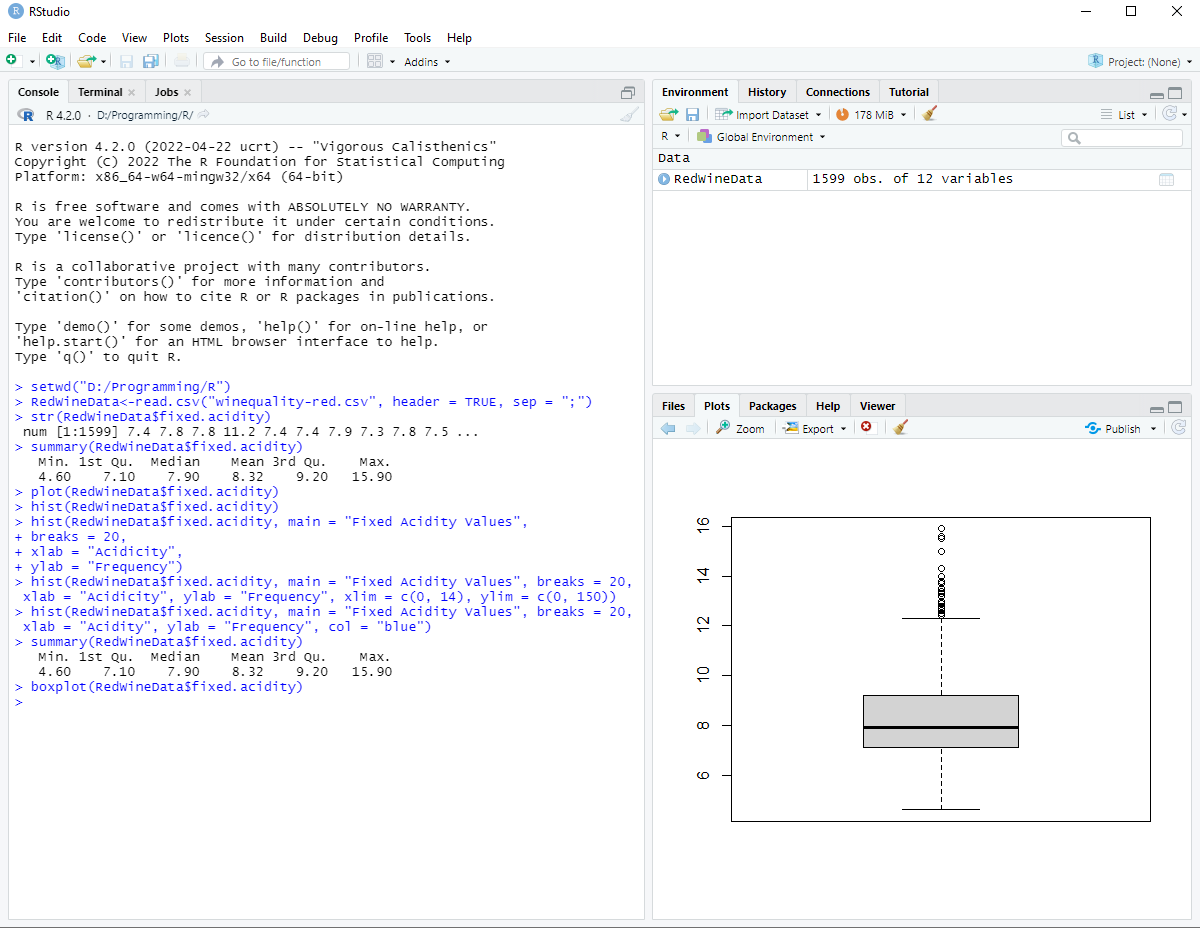 RStudio
File Edit Code View Plots Session Build Debug Profile Tools Help
Go to file/function Addins Project: (None)
Console Terminal Jobs
R 4.2.0 · D:/Programming/R/
R version 4.2.0 (2022-04-22 ucrt) -- "Vigorous Calisthenics"
Copyright (C) 2022 The R Foundation for Statistical Computing
Platform: x86_64-w64-mingw32/x64 (64-bit)
R is free software and comes with ABSOLUTELY NO WARRANTY.
You are welcome to redistribute it under certain conditions.
Type 'license()' or 'licence()' for distribution details.
R is a collaborative project with many contributors.
Type 'contributors()' for more information and
'citation()' on how to cite R or R packages in publications.
Type 'demo()' for some demos, 'help()' for on-line help, or
'help.start()' for an HTML browser interface to help.
Type 'q()' to quit R.
> setwd("D:/Programming/R")
> RedWineData<-read.csv("winequality-red.csv", header = TRUE, sep = ";")
> str(RedWineData$fixed.acidity)
num [1:1599] 7.4 7.8 7.8 11.2 7.4 7.4 7.9 7.3 7.8 7.5 ...
> summary(RedWineData$fixed.acidity)
Min. 1st Qu. Median Mean 3rd Qu. Max.
4.60 7.10 7.90 8.32 9.20 15.90
> plot(RedWineData$fixed.acidity)
> hist(RedWineData$fixed.acidity)
> hist(RedWineData$fixed.acidity, main = "Fixed Acidity Values",
+ breaks = 20,
+ xlab = "Acidicity",
+ ylab = "Frequency")
> hist(RedWineData$fixed.acidity, main = "Fixed Acidity Values", breaks = 20,
xlab = "Acidicity", ylab = "Frequency", xlim = c(0, 14), ylim = c(0, 150))
> hist(RedWineData$fixed.acidity, main = "Fixed Acidity Values", breaks = 20,
xlab = "Acidity", ylab = "Frequency", col = "blue")
> summary(RedWineData$fixed.acidity)
Min. 1st Qu. Median Mean 3rd Qu. Max.
4.60 7.10 7.90 8.32 9.20 15.90
> boxplot(RedWineData$fixed.acidity)
>
Environment History Connections Tutorial
Import Dataset 178 MiB List
R Global Environment
Data
RedWineData 1599 obs. of 12 variables
Files Plots Packages Help Viewer
Zoom Export Publish
16
14
12
10
8
6